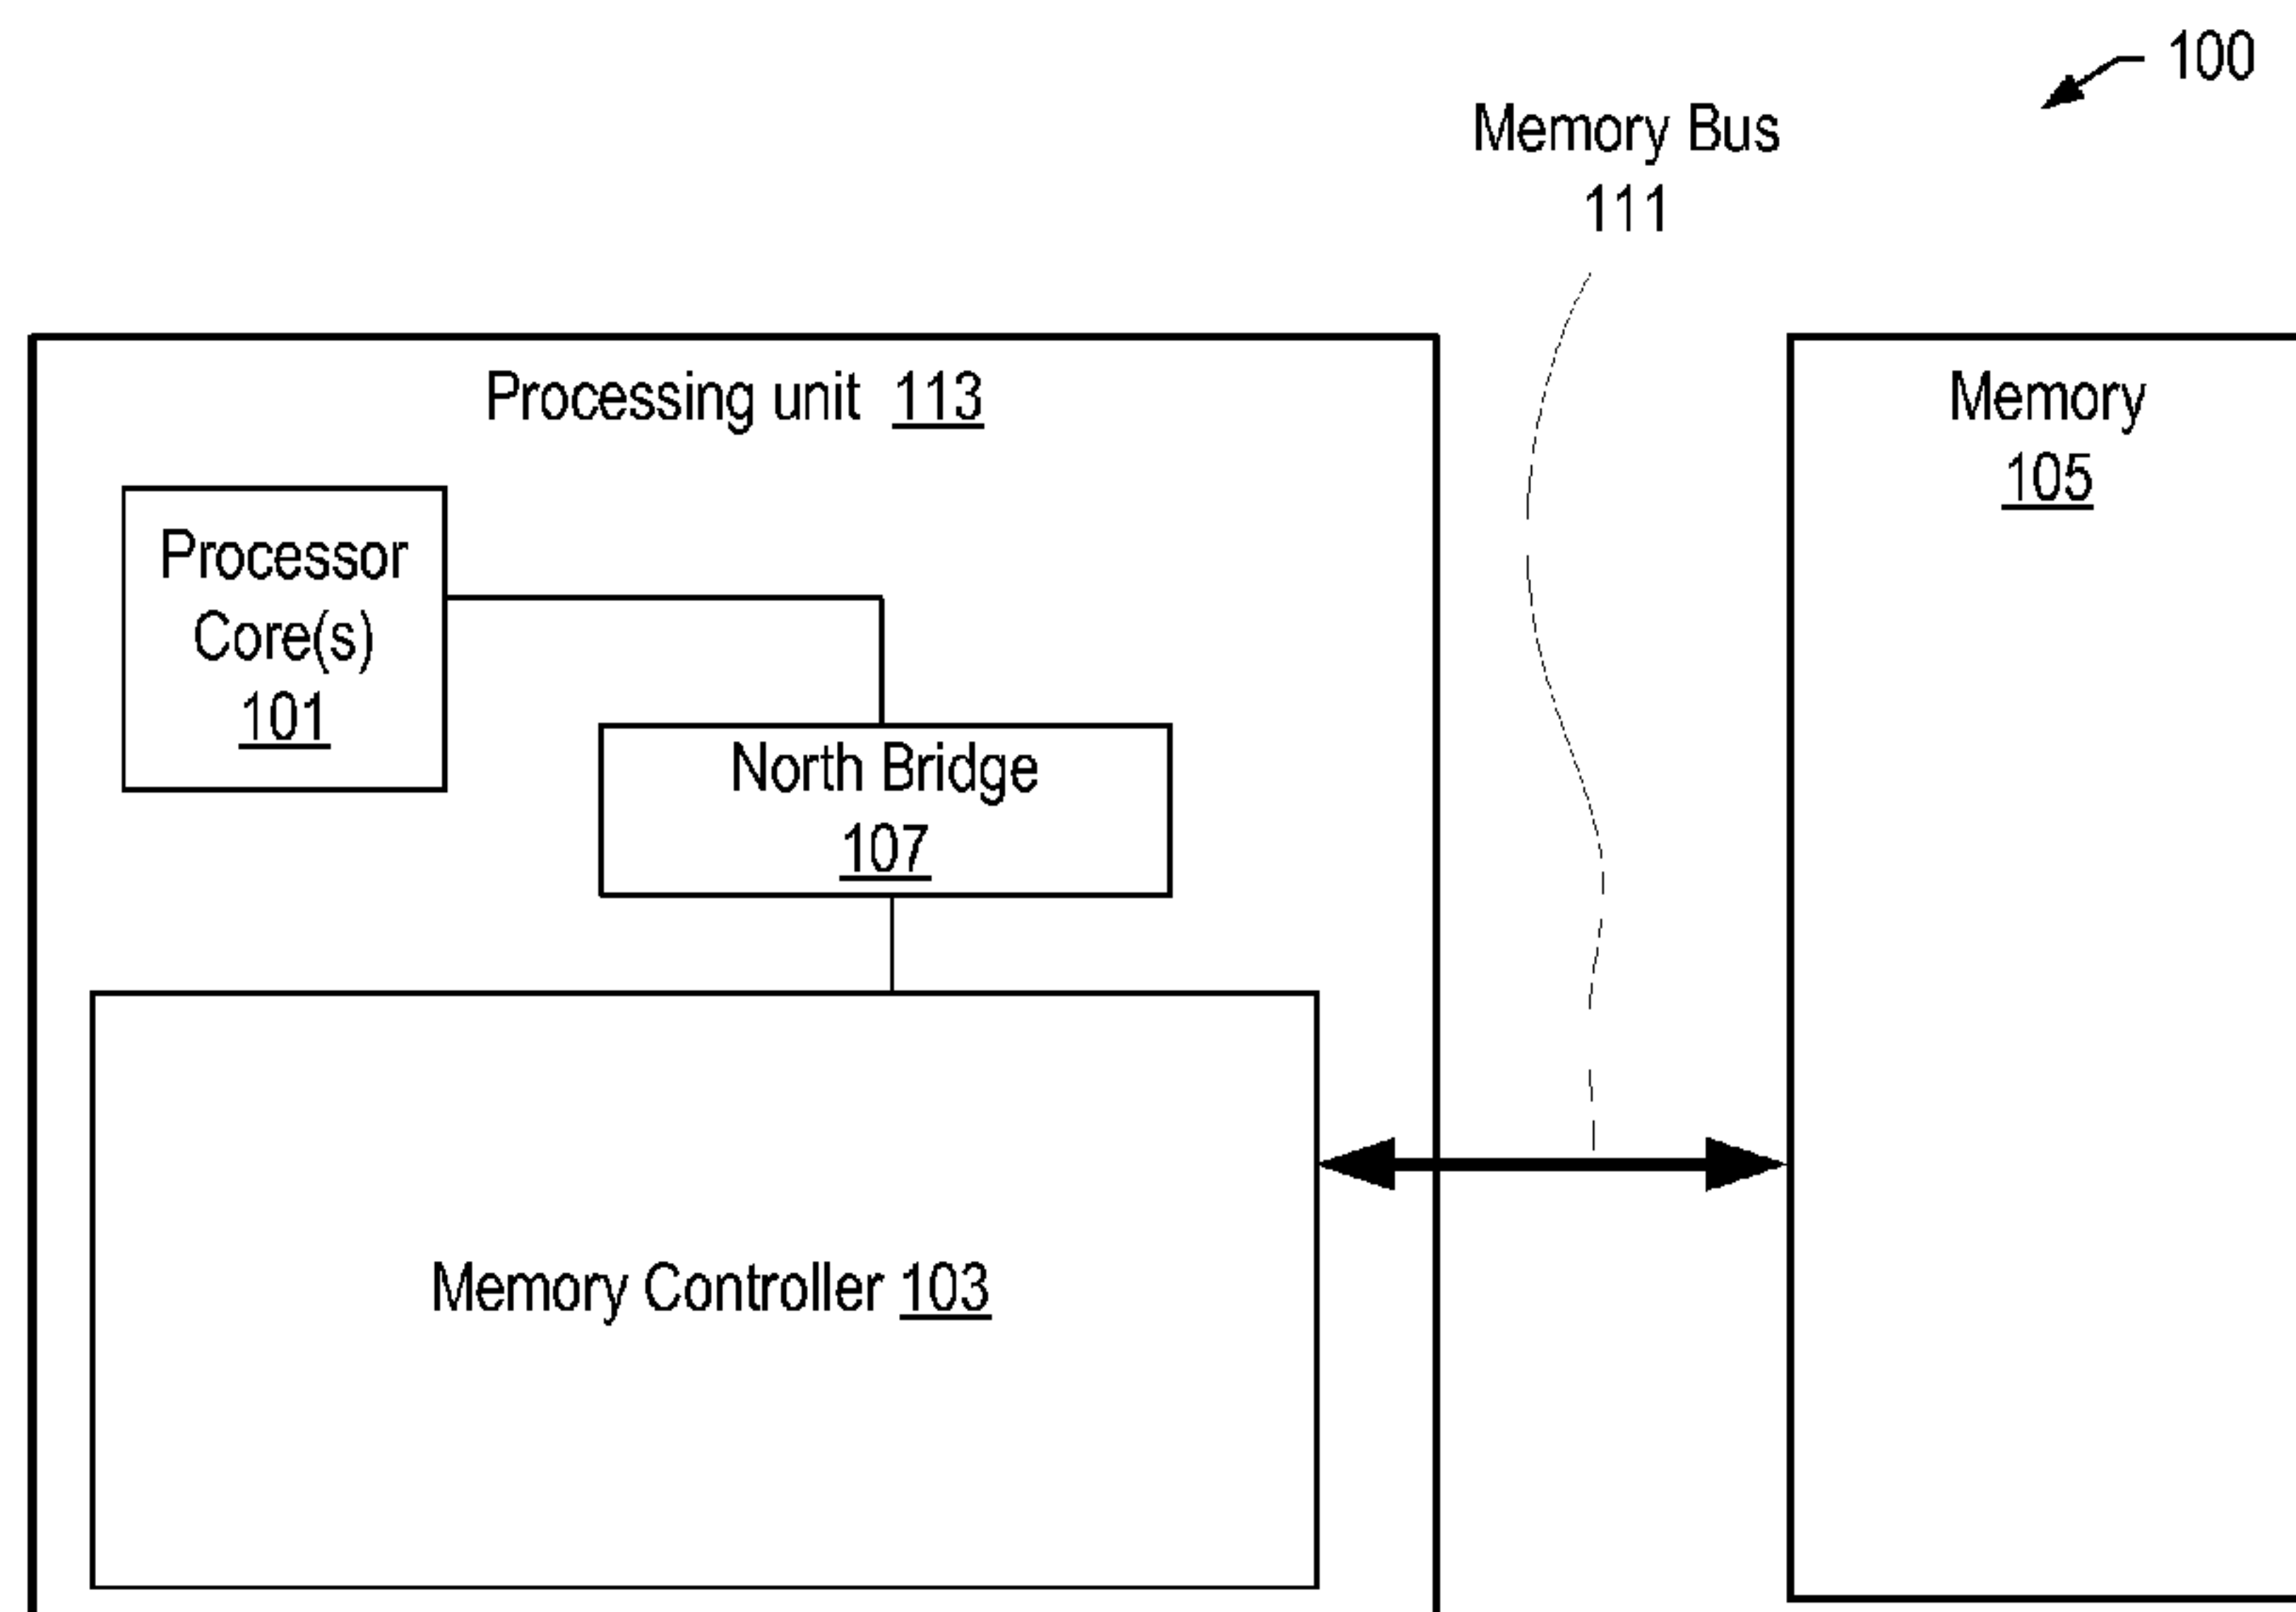 100
Memory Bus
111
Processing unit 113
Memory
105
Processor
Core(s)
101
North Bridge
107
Memory Controller 103